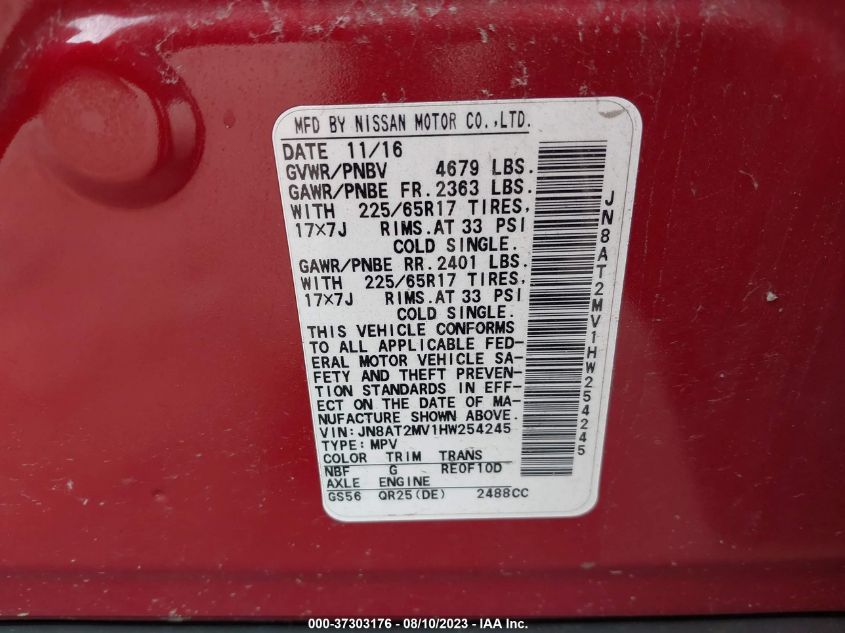 MFD BY NISSAN MOTOR CO.,LTD.
DATE 11/16
GVWR/PNBV 4679 LBS.
GAWR/PNBE FR.2363 LBS.
WITH 225/65R17 TIRES,
17×7J RIMS.AT 33 PSI
COLD SINGLE.
GAWR/PNBE RR.2401 LBS.
WITH 225/65R17 TIRES,
17×7J RIMS.AT 33 PSI
COLD SINGLE.
THIS VEHICLE CONFORMS
TO ALL APPLICABLE FED-
ERAL MOTOR VEHICLE SA-
FETY AND THEFT PREVEN-
TION STANDARDS IN EFF-
ECT ON THE DATE OF MA-
NUFACTURE SHOWN ABOVE.
VIN:JN8AT2MV1HW254245
TYPE:MPV
COLOR TRIM TRANS
NBF G RE0F10D
AXLE ENGINE
GS56 QR25(DE) 2488CC
JN8AT2MV1HW254245
000-37303176 - 08/10/2023 - IAA Inc.